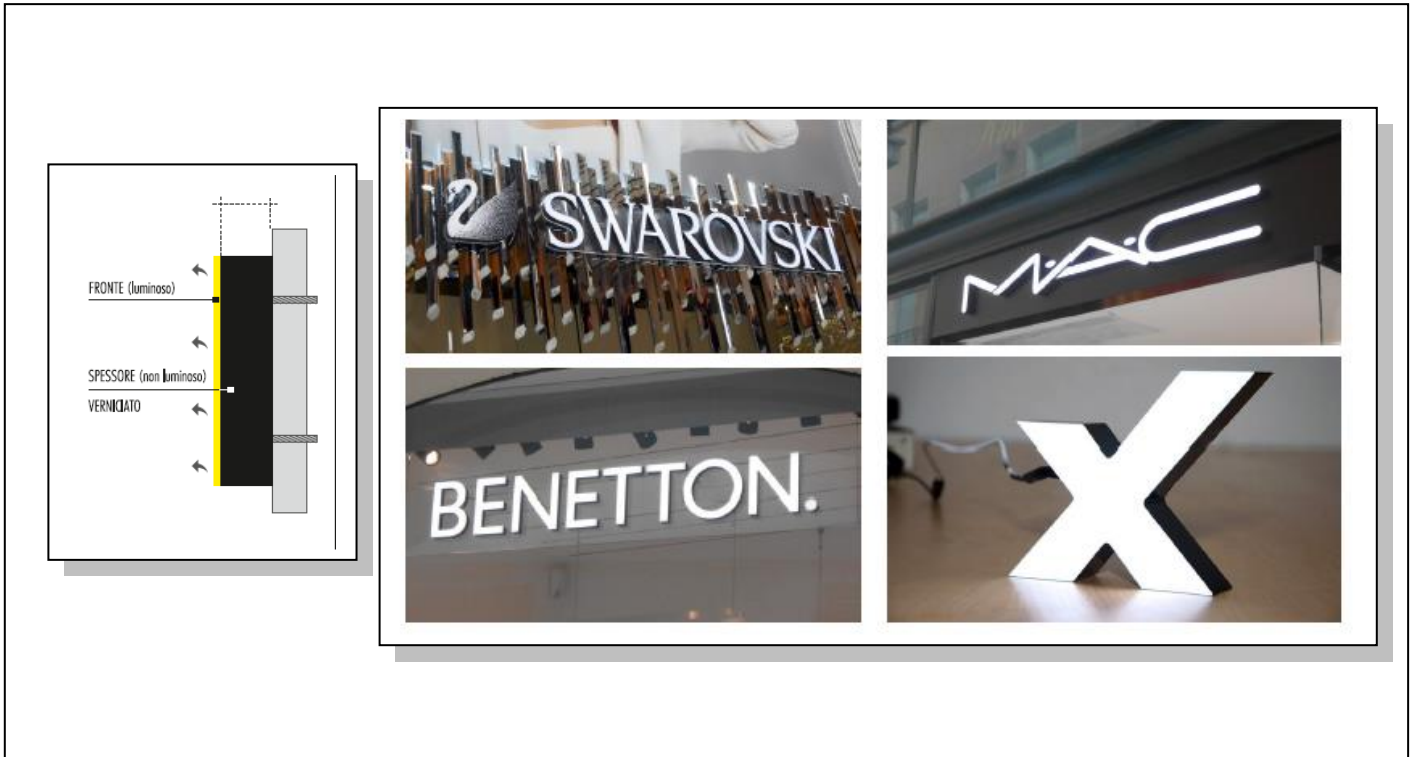 FRONTE (luminoso)
SPESSORE (non luminoso)
VERNICIATO
SWAROVSKI
M·A·C
BENETTON.
X